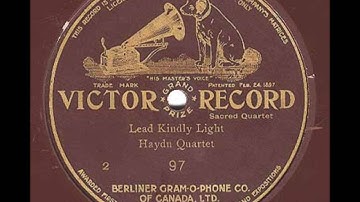 TRADE MARK
"HIS MASTER'S VOICE"
PATENTED FEB. 24. 1897
VICTOR RECORD
GRAND
PRIZE
Sacred Quartet
Lead Kindly Light
Haydn Quartet
2 97
BERLINER GRAM-O-PHONE CO.
OF CANADA, LTD.